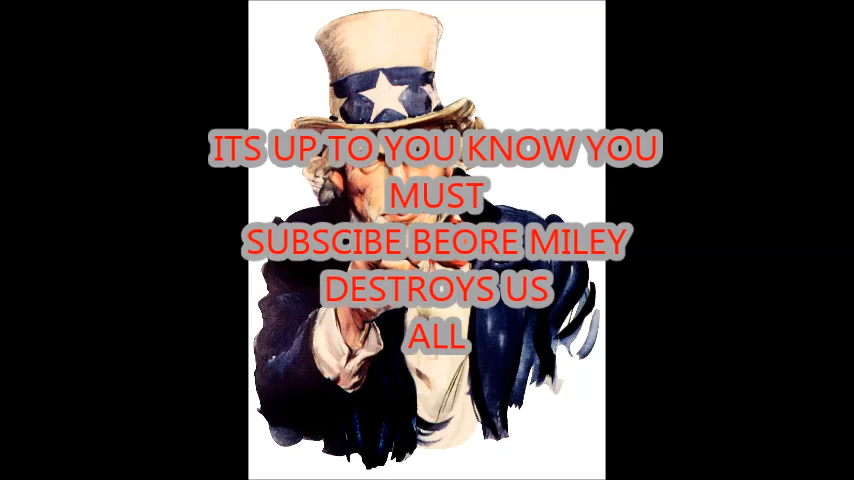 ITS UP TO YOU KNOW YOU
MUST
SUBSCIBE BEORE MILEY
DESTROYS US
ALL